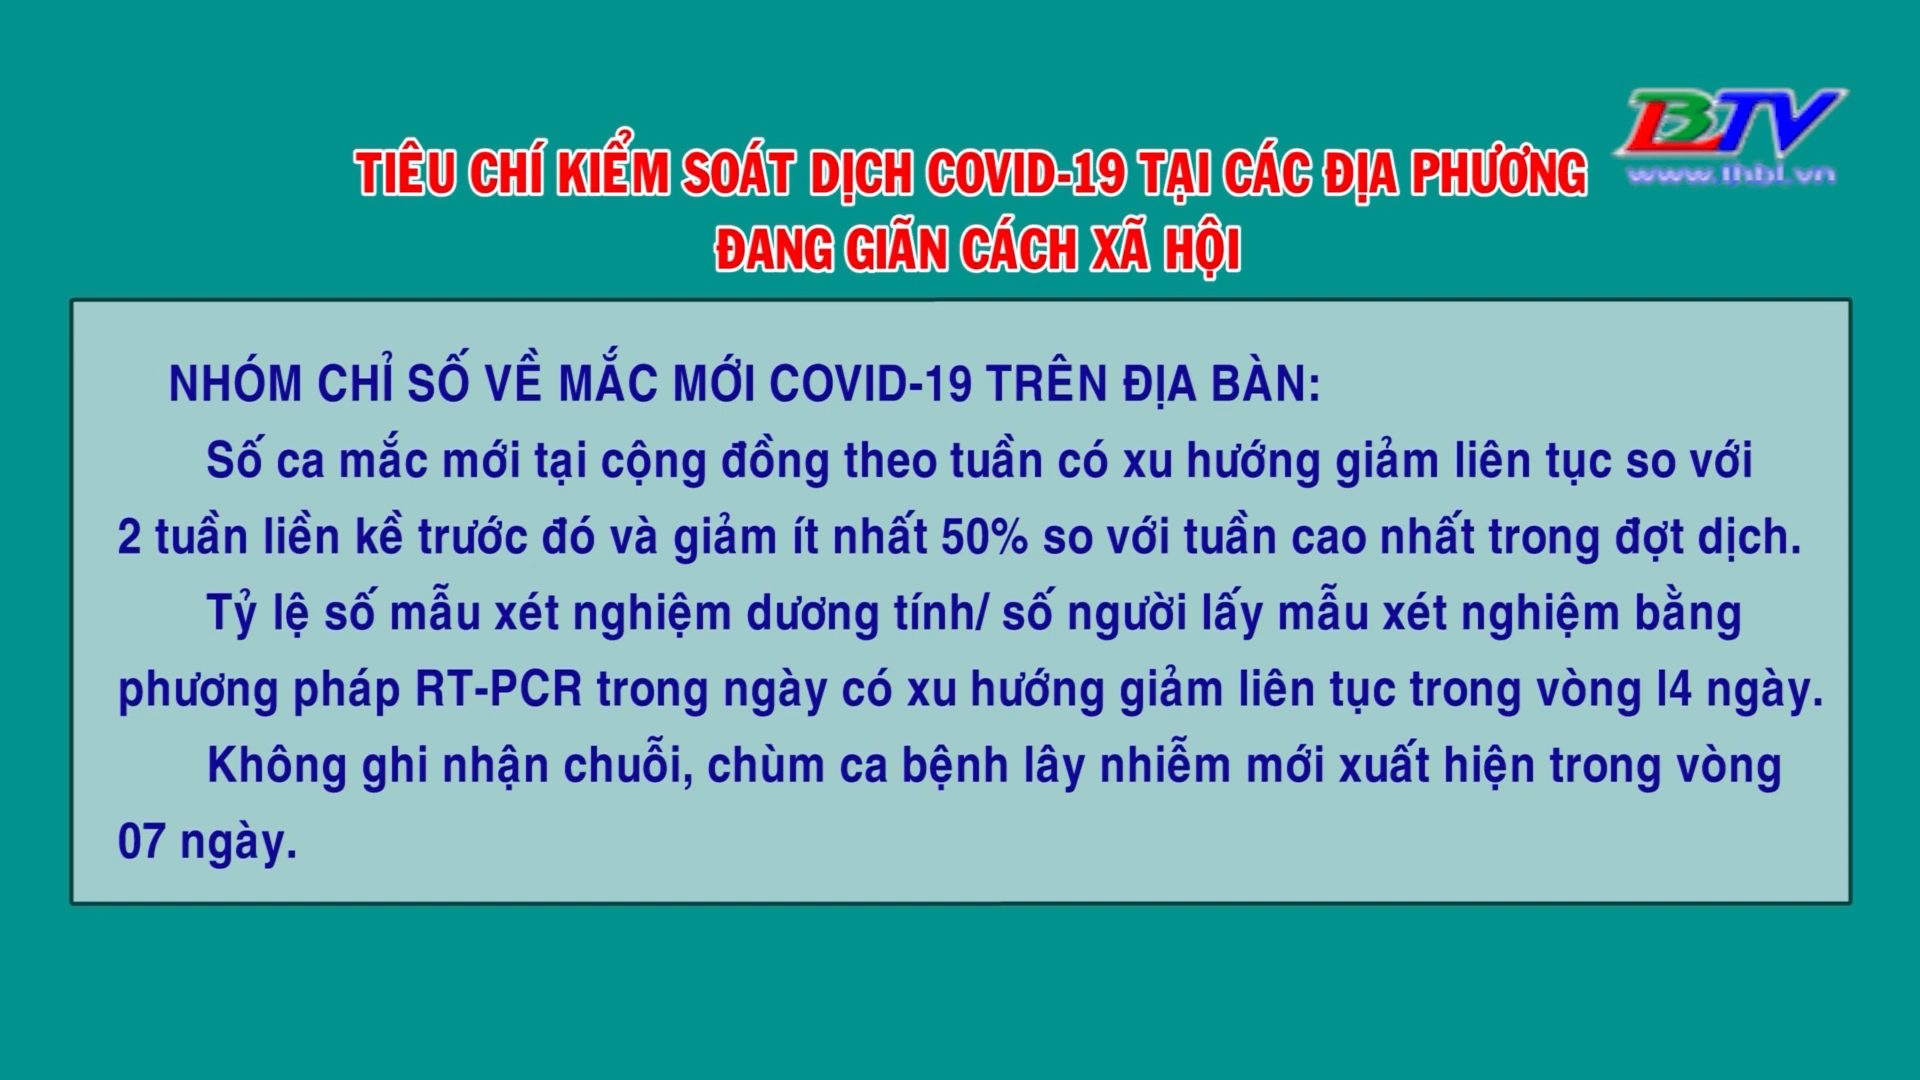 BTV
TIÊU CHÍ KIỂM SOÁT DỊCH COVID-19 TẠI CÁC ĐỊA PHƯƠNG
ĐANG GIÃN CÁCH XÃ HỘI
NHÓM CHỈ SỐ VỀ MẮC MỚI COVID-19 TRÊN ĐỊA BÀN:
Số ca mắc mới tại cộng đồng theo tuần có xu hướng giảm liên tục so với
2 tuần liền kề trước đó và giảm ít nhất 50% so với tuần cao nhất trong đợt dịch.
Tỷ lệ số mẫu xét nghiệm dương tính/ số người lấy mẫu xét nghiệm bằng
phương pháp RT-PCR trong ngày có xu hướng giảm liên tục trong vòng l4 ngày.
Không ghi nhận chuỗi, chùm ca bệnh lây nhiễm mới xuất hiện trong vòng
07 ngày.